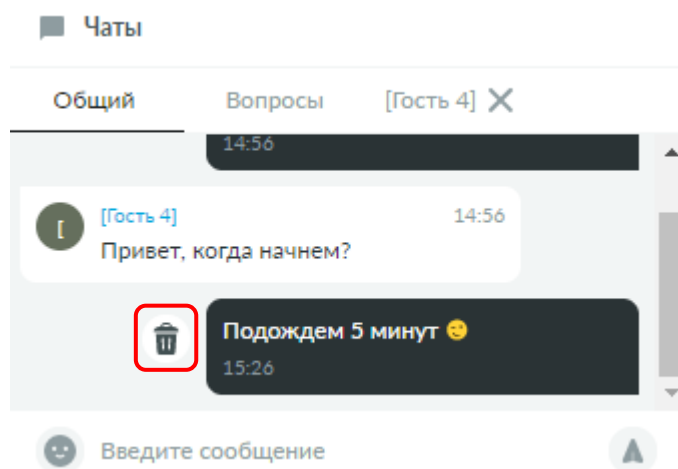 Чаты
Общий Вопросы [Гость 4]
14:56
[
[Гость 4] 14:56
Привет, когда начнем?
Подождем 5 минут 😊
15:26
Введите сообщение